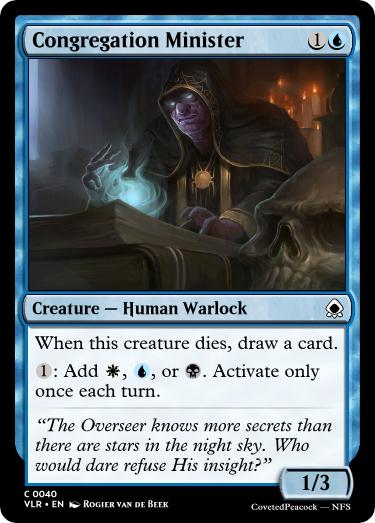 Congregation Minister 1
Creature — Human Warlock
When this creature dies, draw a card.
1: Add , , or . Activate only
once each turn.
“The Overseer knows more secrets than
there are stars in the night sky. Who
would dare refuse His insight?”
1/3
C 0040
VLR • EN Rogier van de Beek
CovetedPeacock — NFS